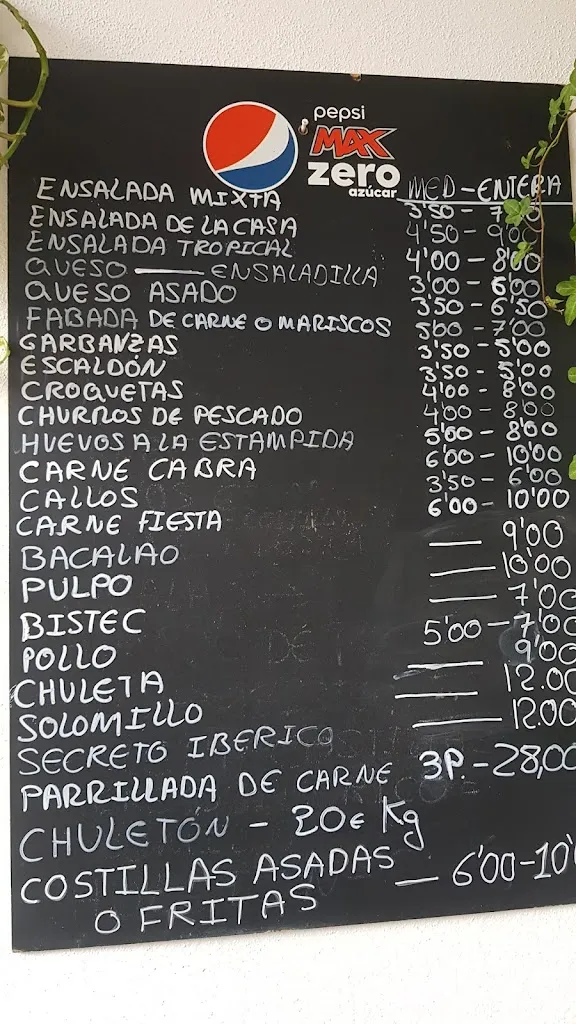 pepsi
MAX
zero
azúcar
MED - ENTERA
ENSALADA MIXTA 3'50 -
ENSALADA DE LA CASA 4'50 - 9'00
ENSALADA TROPICAL 4'00 - 8'00
QUESO — ENSALADILLA 3'00 - 6'00
QUESO ASADO 3'50 - 6'50
FABADA DE CARNE O MARISCOS 5'00 - 7'00
GARBANZAS 3'50 - 5'00
ESCALDÓN 3'50 - 5'00
CROQUETAS 4'00 - 8'00
CHURROS DE PESCADO 4'00 - 8'00
HUEVOS A LA ESTAMPIDA 5'00 - 8'00
CARNE CABRA 6'00 - 10'00
CALLOS 3'50 - 6'00
CARNE FIESTA 6'00 - 10'00
BACALAO — 9'00
PULPO — 10'00
BISTEC — 7'00
POLLO 5'00 - 7'00
CHULETA — 9'00
SOLOMILLO — 12.00
SECRETO IBERICO — 12.00
PARRILLADA DE CARNE 3P. - 28,00
CHULETÓN - 20€ Kg
COSTILLAS ASADAS — 6'00 - 10'
O FRITAS